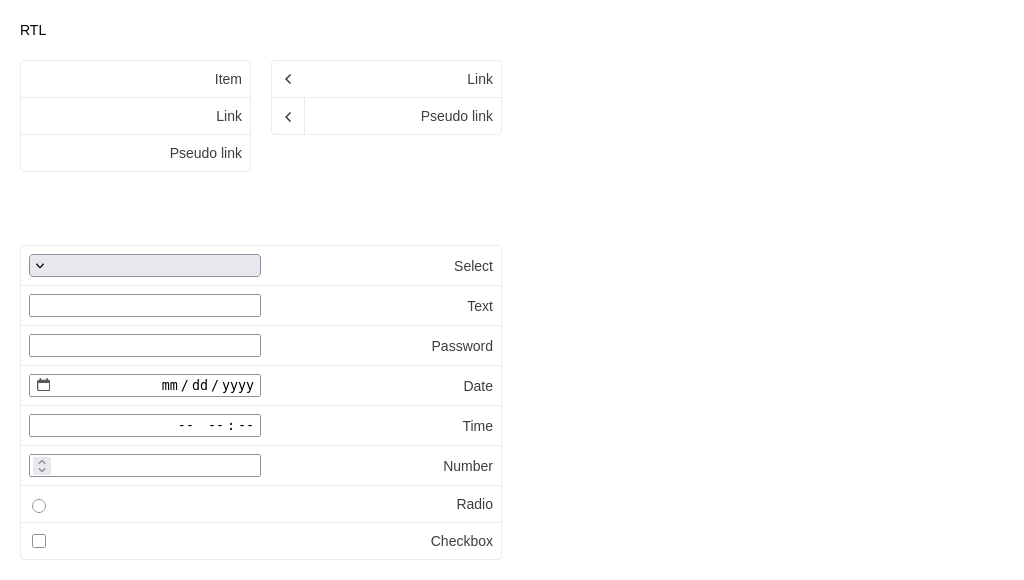 RTL
Item
Link
Pseudo link
Link
Pseudo link
Select
Text
Password
Date
mm/dd/yyyy
Time
-- --:--
Number
Radio
Checkbox